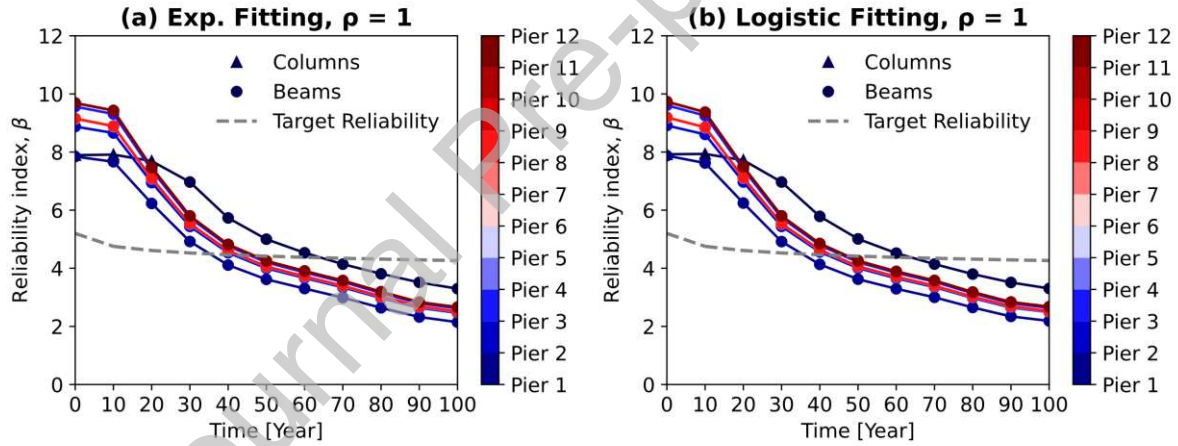 (a) Exp. Fitting, ρ = 1
12
10
8
6
4
2
0
Reliability index, β
Columns
Beams
Target Reliability
0 10 20 30 40 50 60 70 80 90 100
Time [Year]
Pier 12
Pier 11
Pier 10
Pier 9
Pier 8
Pier 7
Pier 6
Pier 5
Pier 4
Pier 3
Pier 2
Pier 1
(b) Logistic Fitting, ρ = 1
12
10
8
6
4
2
0
Reliability index, β
Columns
Beams
Target Reliability
0 10 20 30 40 50 60 70 80 90 100
Time [Year]
Pier 12
Pier 11
Pier 10
Pier 9
Pier 8
Pier 7
Pier 6
Pier 5
Pier 4
Pier 3
Pier 2
Pier 1